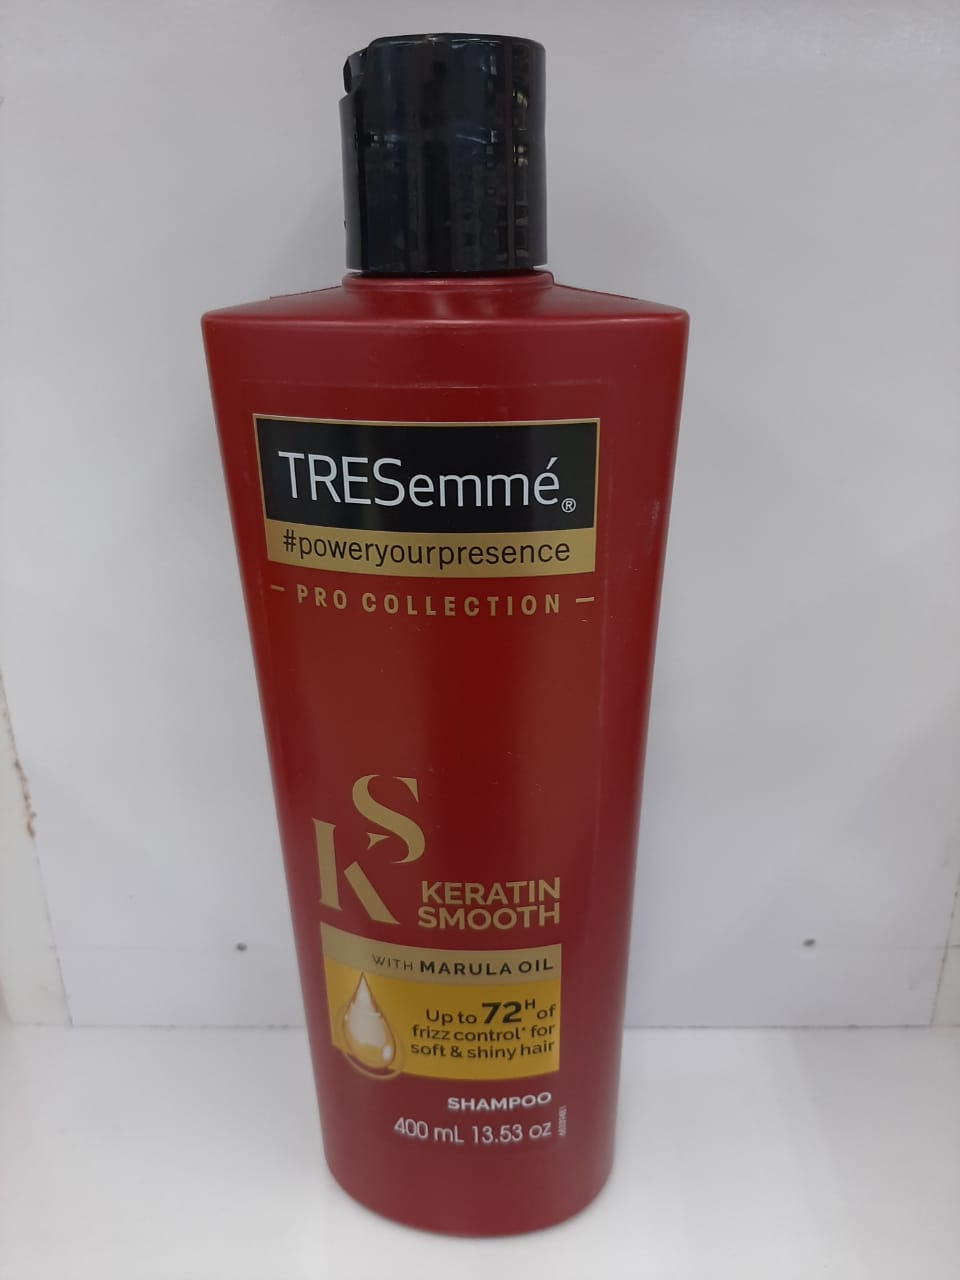 TRESemmé®
#poweryourpresence
PRO COLLECTION
KS
KERATIN
SMOOTH
WITH MARULA OIL
Up to 72H of
frizz control* for
soft & shiny hair
SHAMPOO
400 mL 13.53 oz